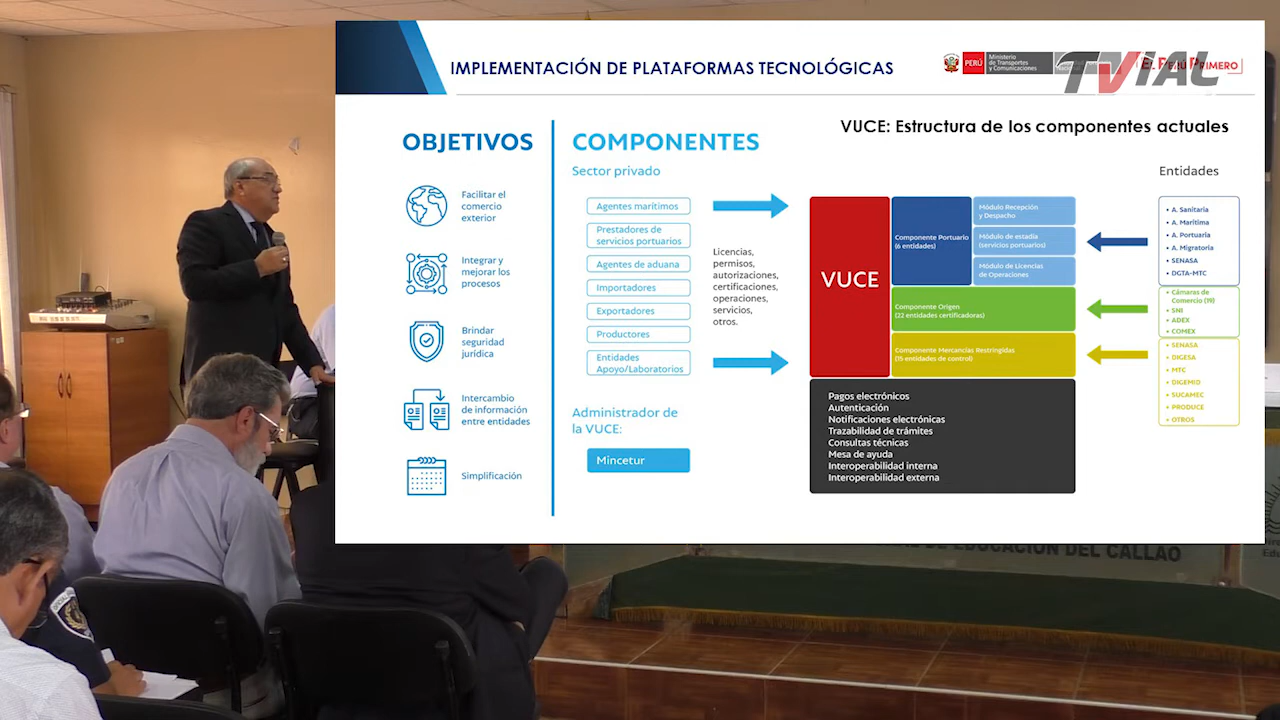 IMPLEMENTACIÓN DE PLATAFORMAS TECNOLÓGICAS
PERÚ
Ministerio
de Transportes
y Comunicaciones
EL PERÚ PRIMERO
TVIAL
VUCE: Estructura de los componentes actuales
OBJETIVOS
Facilitar el
comercio
exterior
Integrar y
mejorar los
procesos
Brindar
seguridad
jurídica
Intercambio
de información
entre entidades
Simplificación
COMPONENTES
Sector privado
Agentes marítimos
Prestadores de
servicios portuarios
Agentes de aduana
Importadores
Exportadores
Productores
Entidades
Apoyo/Laboratorios
Administrador de
la VUCE:
Mincetur
Licencias,
permisos,
autorizaciones,
certificaciones,
operaciones,
servicios,
otros.
VUCE
Componente Portuario
(6 entidades)
Módulo Recepción
y Despacho
Módulo de estadía
(servicios portuarios)
Módulo de Licencias
de Operaciones
Componente Origen
(22 entidades certificadoras)
Componente Mercancías Restringidas
(15 entidades de control)
Pagos electrónicos
Autenticación
Notificaciones electrónicas
Trazabilidad de trámites
Consultas técnicas
Mesa de ayuda
Interoperabilidad interna
Interoperabilidad externa
Entidades
• A. Sanitaria
• A. Marítima
• A. Portuaria
• A. Migratoria
• SENASA
• DGTA-MTC
• Cámaras de
Comercio (19)
• SNI
• ADEX
• COMEX
• SENASA
• DIGESA
• MTC
• DIGEMID
• SUCAMEC
• PRODUCE
• OTROS
DE EDUCACIÓN DEL CALLAO